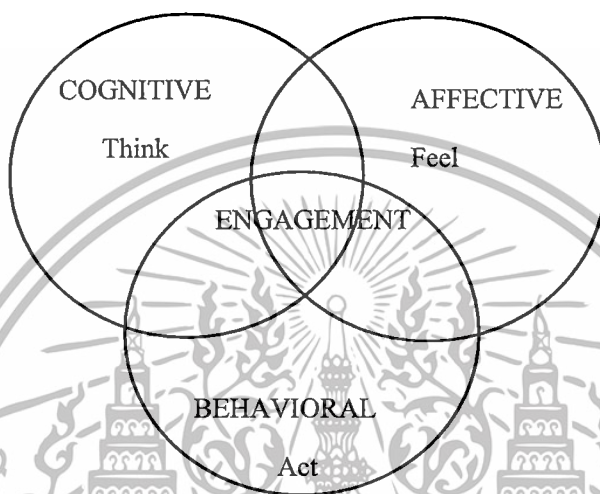 COGNITIVE
Think
AFFECTIVE
Feel
ENGAGEMENT
BEHAVIORAL
Act